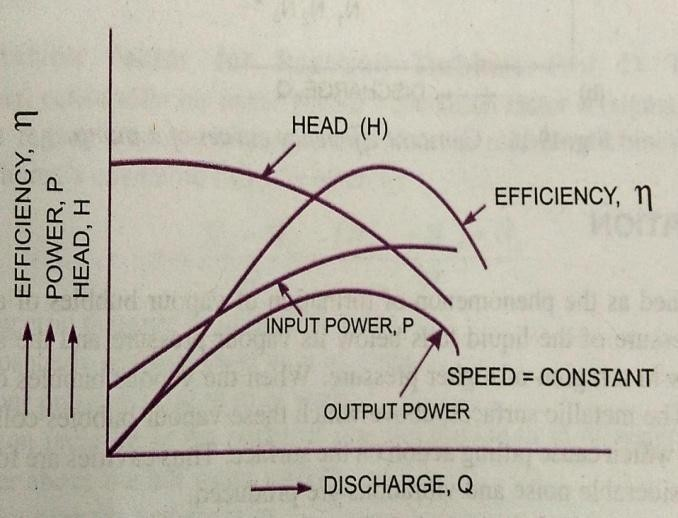 HEAD (H)
EFFICIENCY, η
EFFICIENCY, η
POWER, P
HEAD, H
INPUT POWER, P
SPEED = CONSTANT
OUTPUT POWER
DISCHARGE, Q